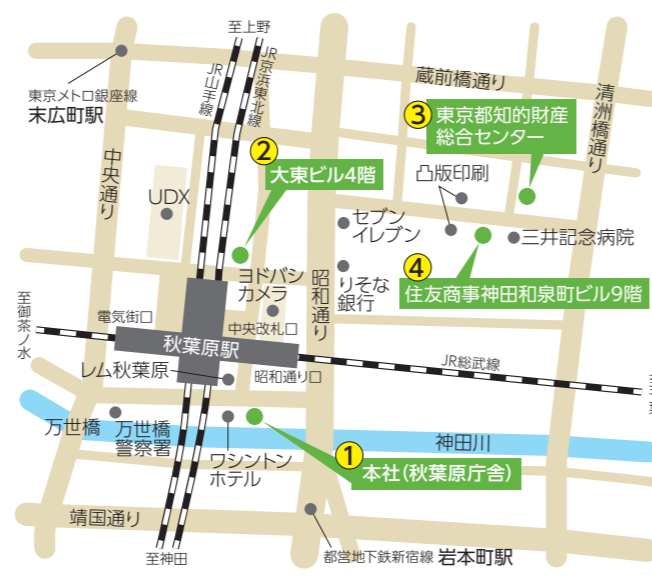 至上野
JR京浜東北線
JR山手線
蔵前橋通り
清洲橋通り
東京メトロ銀座線
末広町駅
中央通り
③
東京都知的財産
総合センター
②
大東ビル4階
凸版印刷
UDX
セブン
イレブン
三井記念病院
④
住友商事神田和泉町ビル9階
ヨドバシ
カメラ
りそな
銀行
昭和通り
至御茶ノ水
電気街口
中央改札口
秋葉原駅
JR総武線
レム秋葉原
昭和通り口
万世橋
万世橋
警察署
ワシントン
ホテル
①
本社(秋葉原庁舎)
神田川
靖国通り
至神田
都営地下鉄新宿線 岩本町駅